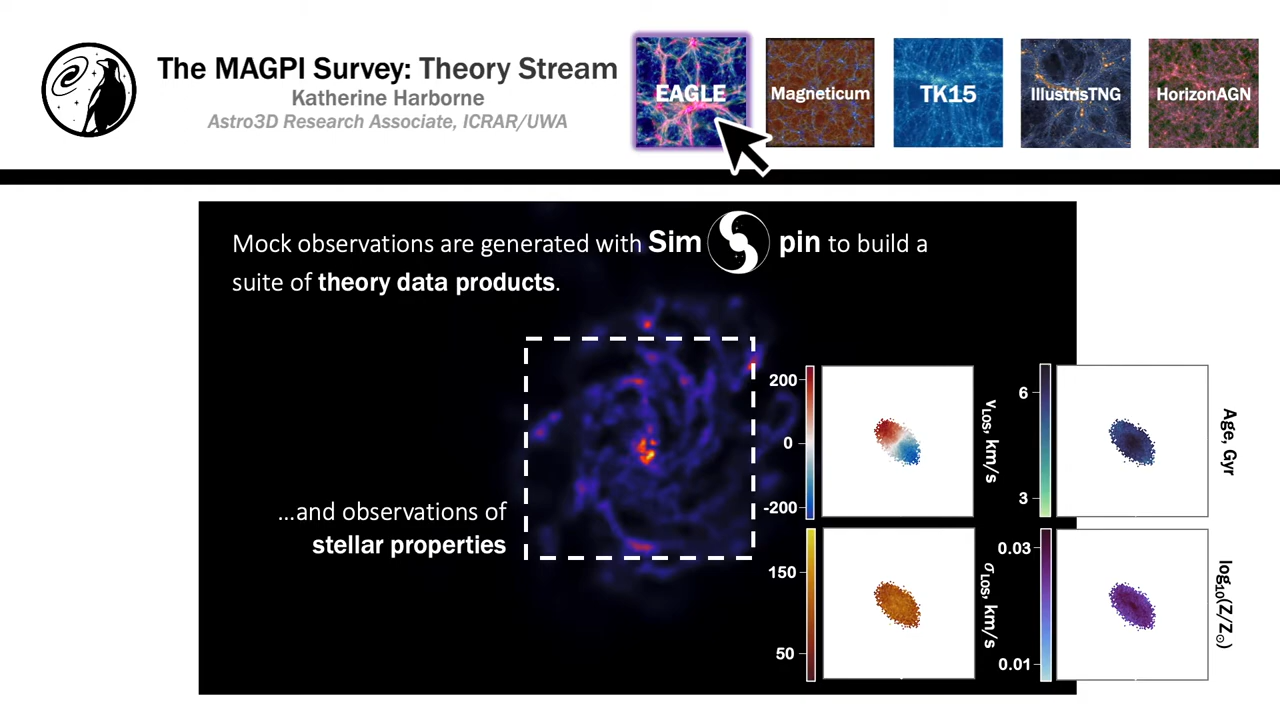 The MAGPI Survey: Theory Stream
Katherine Harborne
Astro3D Research Associate, ICRAR/UWA
EAGLE
Magneticum
TK15
IllustrisTNG
HorizonAGN
Mock observations are generated with Sim pin to build a
suite of theory data products.
...and observations of
stellar properties
200
0
-200
vLOS, km/s
6
3
Age, Gyr
150
50
σLOS, km/s
0.03
0.01
log10(Z/Z☉)